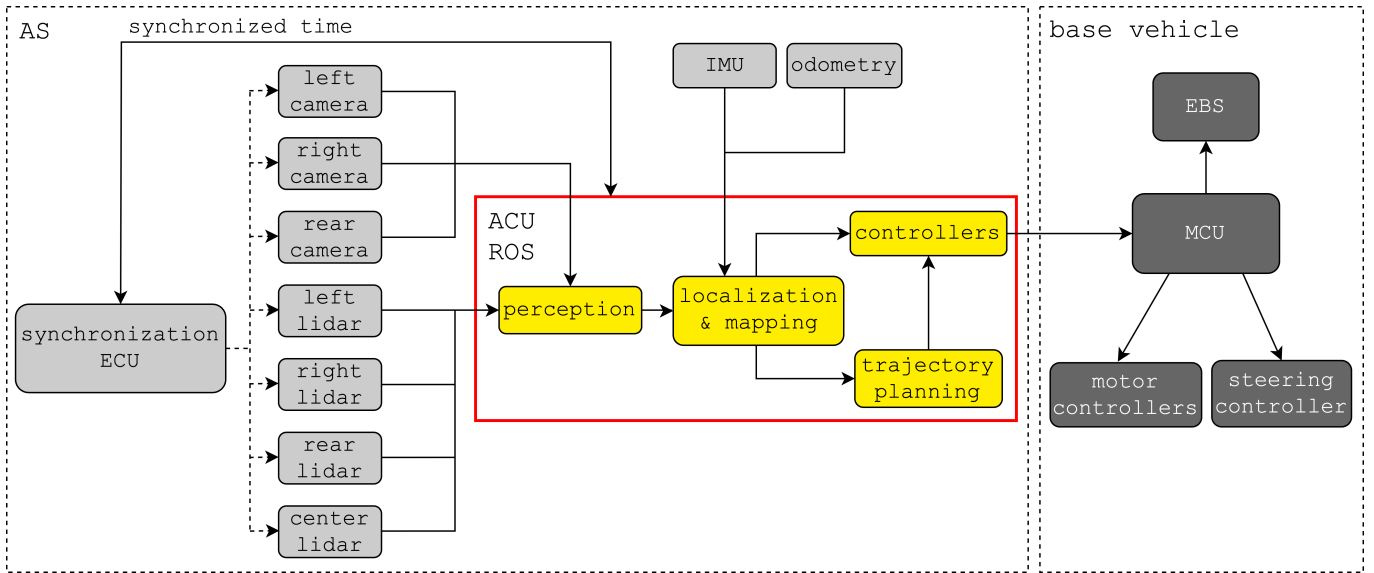 AS
synchronized time
base vehicle
IMU
odometry
left
camera
right
camera
rear
camera
left
lidar
right
lidar
rear
lidar
center
lidar
synchronization
ECU
ACU
ROS
perception
localization
& mapping
controllers
trajectory
planning
EBS
MCU
motor
controllers
steering
controller